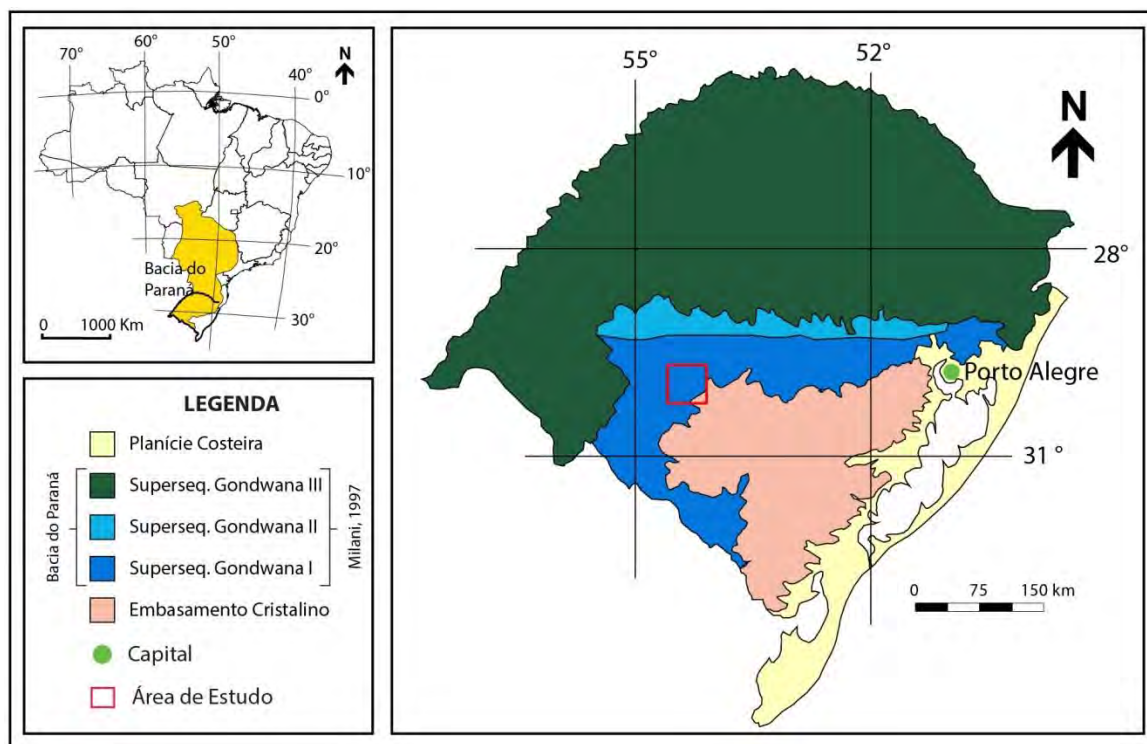 70°
60°
50°
40°
N
0°
10°
20°
30°
Bacia do
Paraná
0 1000 Km
LEGENDA
Planície Costeira
Superseq. Gondwana III
Superseq. Gondwana II
Superseq. Gondwana I
Bacia do Paraná
Milani, 1997
Embasamento Cristalino
Capital
Área de Estudo
55°
52°
N
28°
Porto Alegre
31°
0 75 150 km